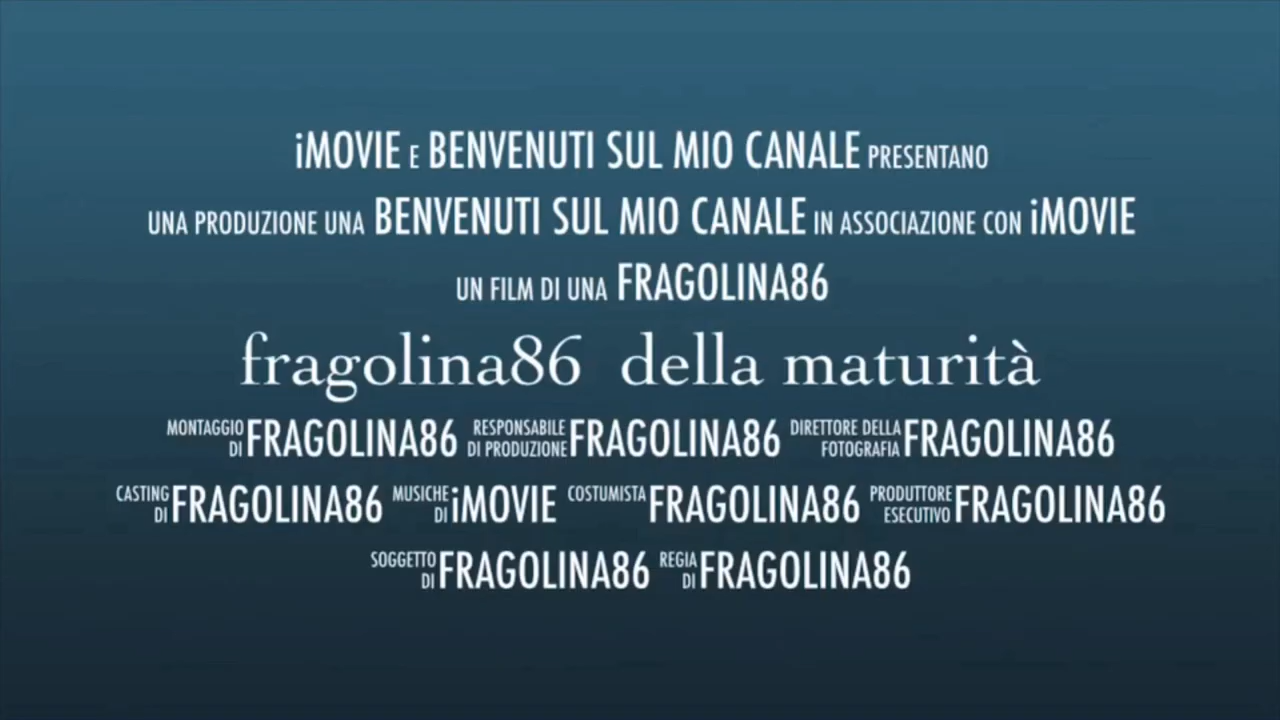 iMOVIE E BENVENUTI SUL MIO CANALE PRESENTANO
UNA PRODUZIONE UNA BENVENUTI SUL MIO CANALE IN ASSOCIAZIONE CON iMOVIE
UN FILM DI UNA FRAGOLINA86
fragolina86 della maturità
MONTAGGIO DI FRAGOLINA86 RESPONSABILE DI PRODUZIONE FRAGOLINA86 DIRETTORE DELLA FOTOGRAFIA FRAGOLINA86
CASTING DI FRAGOLINA86 MUSICHE DI iMOVIE COSTUMISTA FRAGOLINA86 PRODUTTORE ESECUTIVO FRAGOLINA86
SOGGETTO DI FRAGOLINA86 REGIA DI FRAGOLINA86